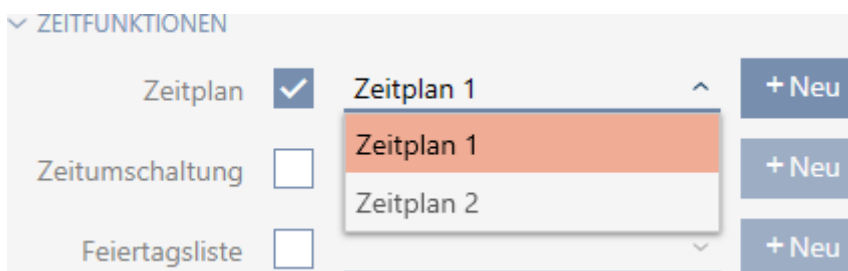 ZEITFUNKTIONEN
Zeitplan Zeitplan 1 + Neu
Zeitplan 1
Zeitumschaltung + Neu
Zeitplan 2
Feiertagsliste + Neu